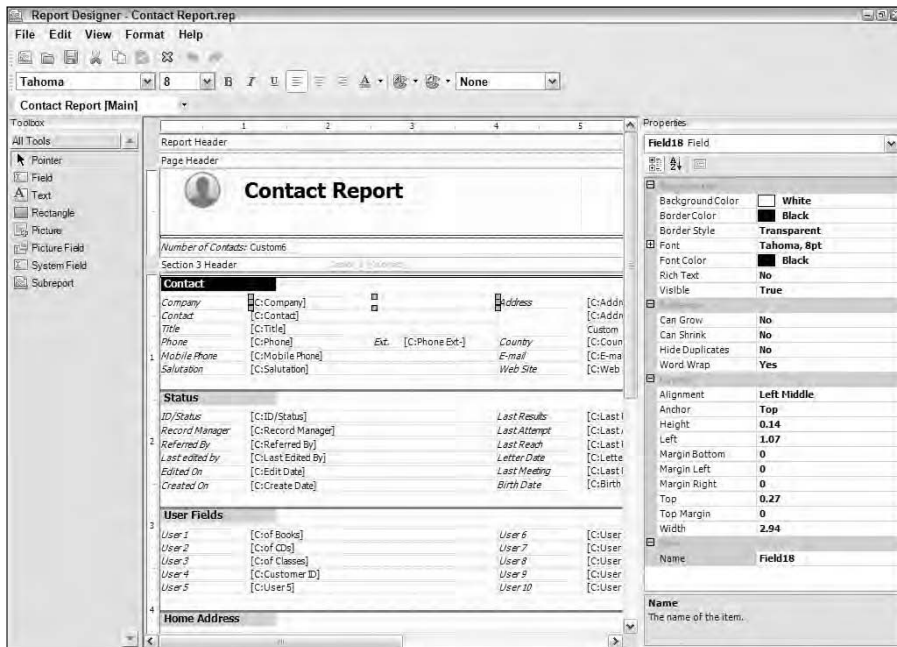 Report Designer - Contact Report.rep
File Edit View Format Help
Tahoma 8 B I U A None
Contact Report [Main]
Toolbox
All Tools
Pointer
Field
Text
Rectangle
Picture
Picture Field
System Field
Subreport
1 2 3 4 5
Report Header
Page Header
Contact Report
Number of Contacts: Custom6
Section 3 Header
Contact
Company [C:Company] Address [C:Addr
Contact [C:Contact] [C:Addr
Title [C:Title] Custom
Phone [C:Phone] Ext. [C:Phone Ext-] Country [C:Coun
1 Mobile Phone [C:Mobile Phone] E-mail [C:E-ma
Salutation [C:Salutation] Web Site [C:Web
Status
ID/Status [C:ID/Status] Last Results [C:Last
Record Manager [C:Record Manager] Last Attempt [C:Last
2 Referred By [C:Referred By] Last Reach [C:Last
Last edited by [C:Last Edited By] Letter Date [C:Lette
Edited On [C:Edit Date] Last Meeting [C:Last
Created On [C:Create Date] Birth Date [C:Birth
User Fields
3
User 1 [C:of Books] User 6 [C:User
User 2 [C:of CDs] User 7 [C:User
User 3 [C:of Classes] User 8 [C:User
User 4 [C:Customer ID] User 9 [C:User
User 5 [C:User 5] User 10 [C:User
4
Home Address
Properties
Field18 Field
Background Color White
Border Color Black
Border Style Transparent
Font Tahoma, 8pt
Font Color Black
Rich Text No
Visible True
Can Grow No
Can Shrink No
Hide Duplicates No
Word Wrap Yes
Alignment Left Middle
Anchor Top
Height 0.14
Left 1.07
Margin Bottom 0
Margin Left 0
Margin Right 0
Top 0.27
Top Margin 0
Width 2.94
Name Field18
Name
The name of the item.